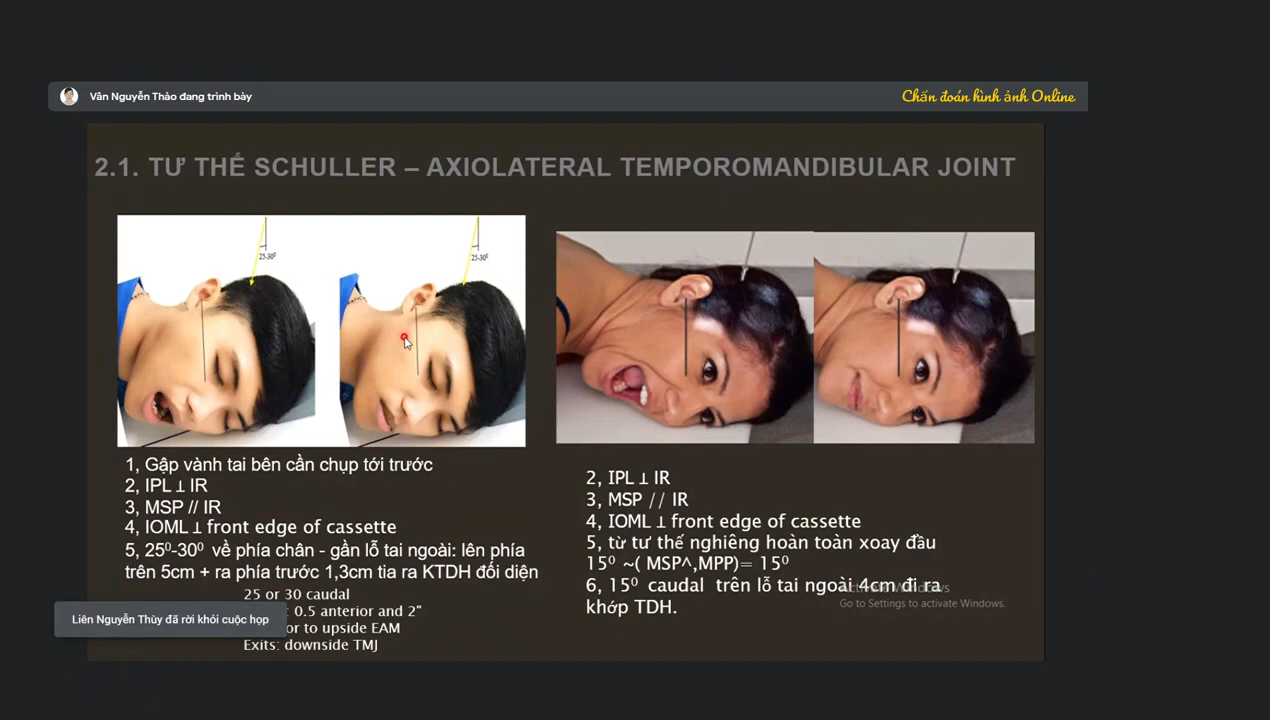 Vân Nguyễn Thảo đang trình bày
Chẩn đoán hình ảnh Online
2.1. TƯ THẾ SCHULLER – AXIOLATERAL TEMPOROMANDIBULAR JOINT
25-30⁰
25-30⁰
1, Gập vành tai bên cần chụp tới trước
2, IPL ⊥ IR
3, MSP // IR
4, IOML ⊥ front edge of cassette
5, 25⁰-30⁰ về phía chân - gần lỗ tai ngoài: lên phía
trên 5cm + ra phía trước 1,3cm tia ra KTDH đối diện
25 or 30 caudal
: 0.5 anterior and 2"
or to upside EAM
Exits: downside TMJ
Liên Nguyễn Thùy đã rời khỏi cuộc họp
2, IPL ⊥ IR
3, MSP // IR
4, IOML ⊥ front edge of cassette
5, từ tư thế nghiêng hoàn toàn xoay đầu
15⁰ ~( MSP^,MPP)= 15⁰
6, 15⁰ caudal trên lỗ tai ngoài 4cm đi ra
khớp TDH.
Activate Windows
Go to Settings to activate Windows.